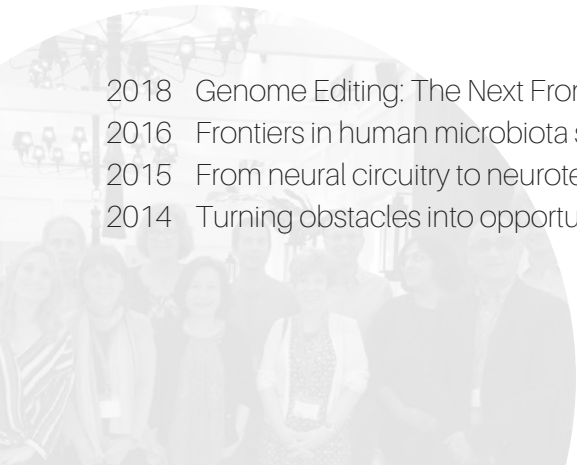 2018 Genome Editing: The Next
2016 Frontiers in human microbiota
2015 From neural circuitry to
2014 Turning obstacles into